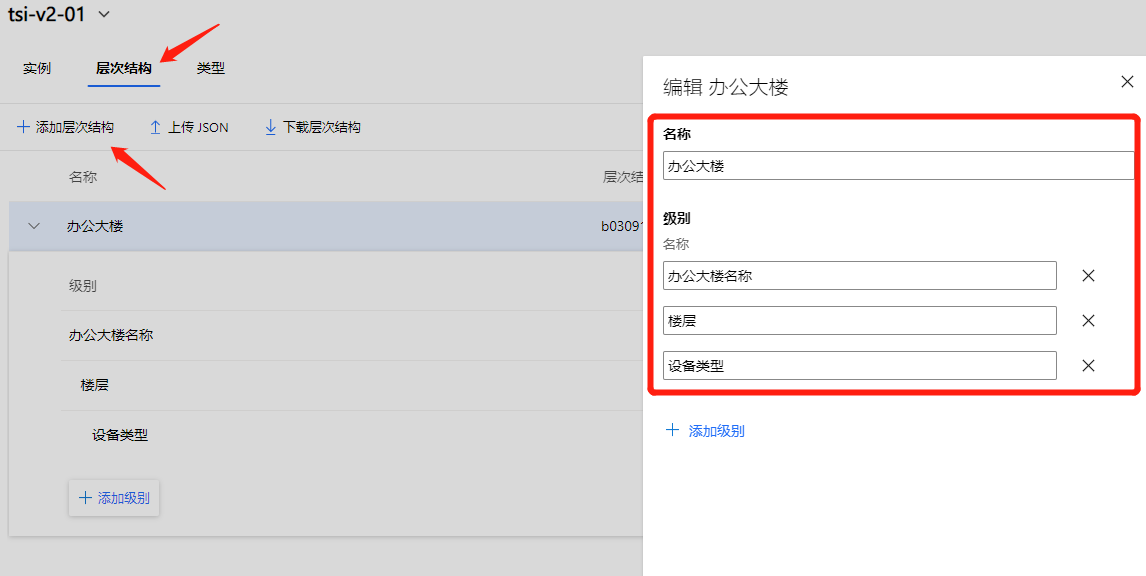 tsi-v2-01
实例 层次结构 类型
添加层次结构 上传 JSON 下载层次结构
名称 层次结
办公大楼 b0309
级别
办公大楼名称
楼层
设备类型
添加级别
编辑 办公大楼
名称
办公大楼
级别
名称
办公大楼名称
楼层
设备类型
添加级别